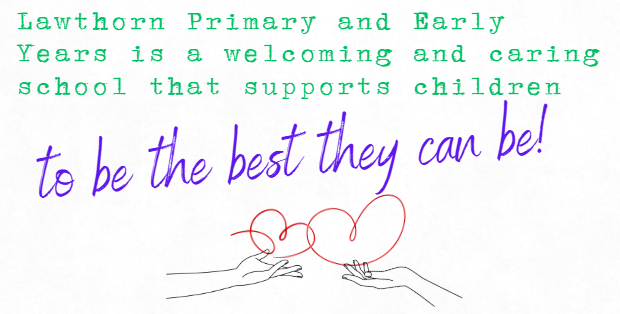 Lawthorn Primary and Early
Years is a welcoming and caring
school that supports children
to be the best they can be!